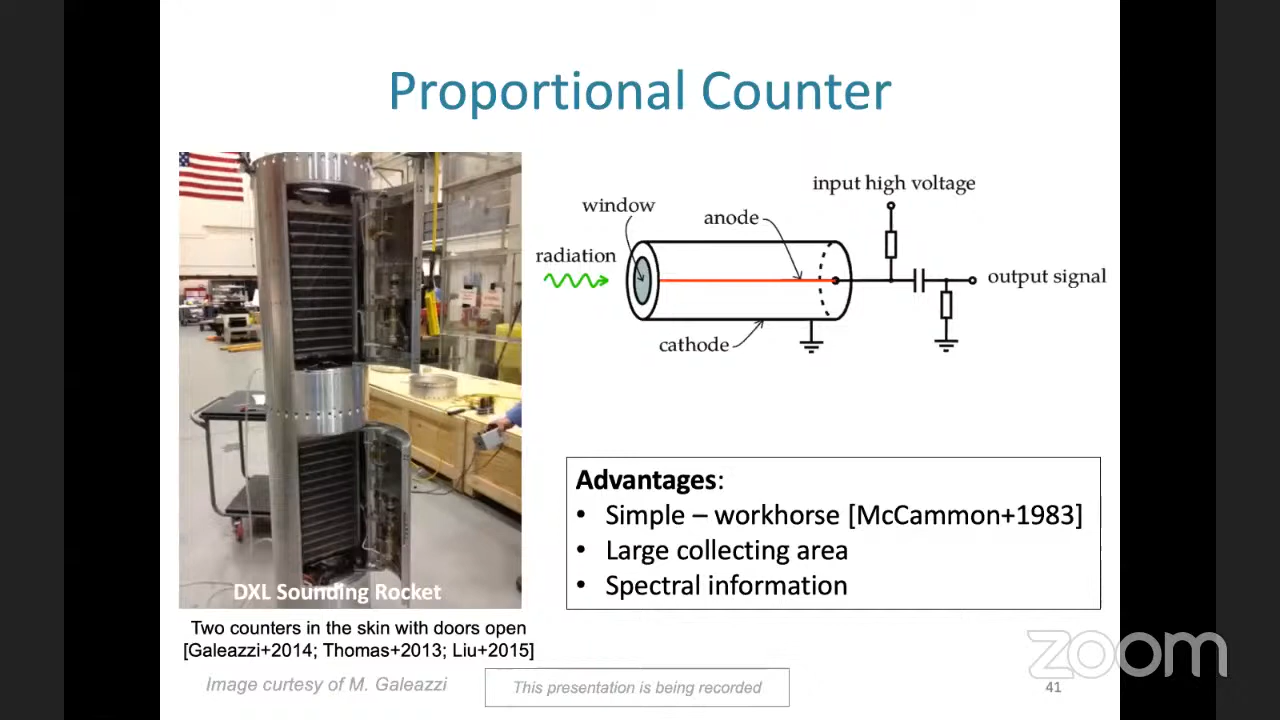 Proportional Counter
DXL Sounding Rocket
Two counters in the skin with doors open
[Galeazzi+2014; Thomas+2013; Liu+2015]
Image curtesy of M. Galeazzi
input high voltage
window
anode
radiation
output signal
cathode
Advantages:
• Simple – workhorse [McCammon+1983]
• Large collecting area
• Spectral information
This presentation is being recorded
zoom
41